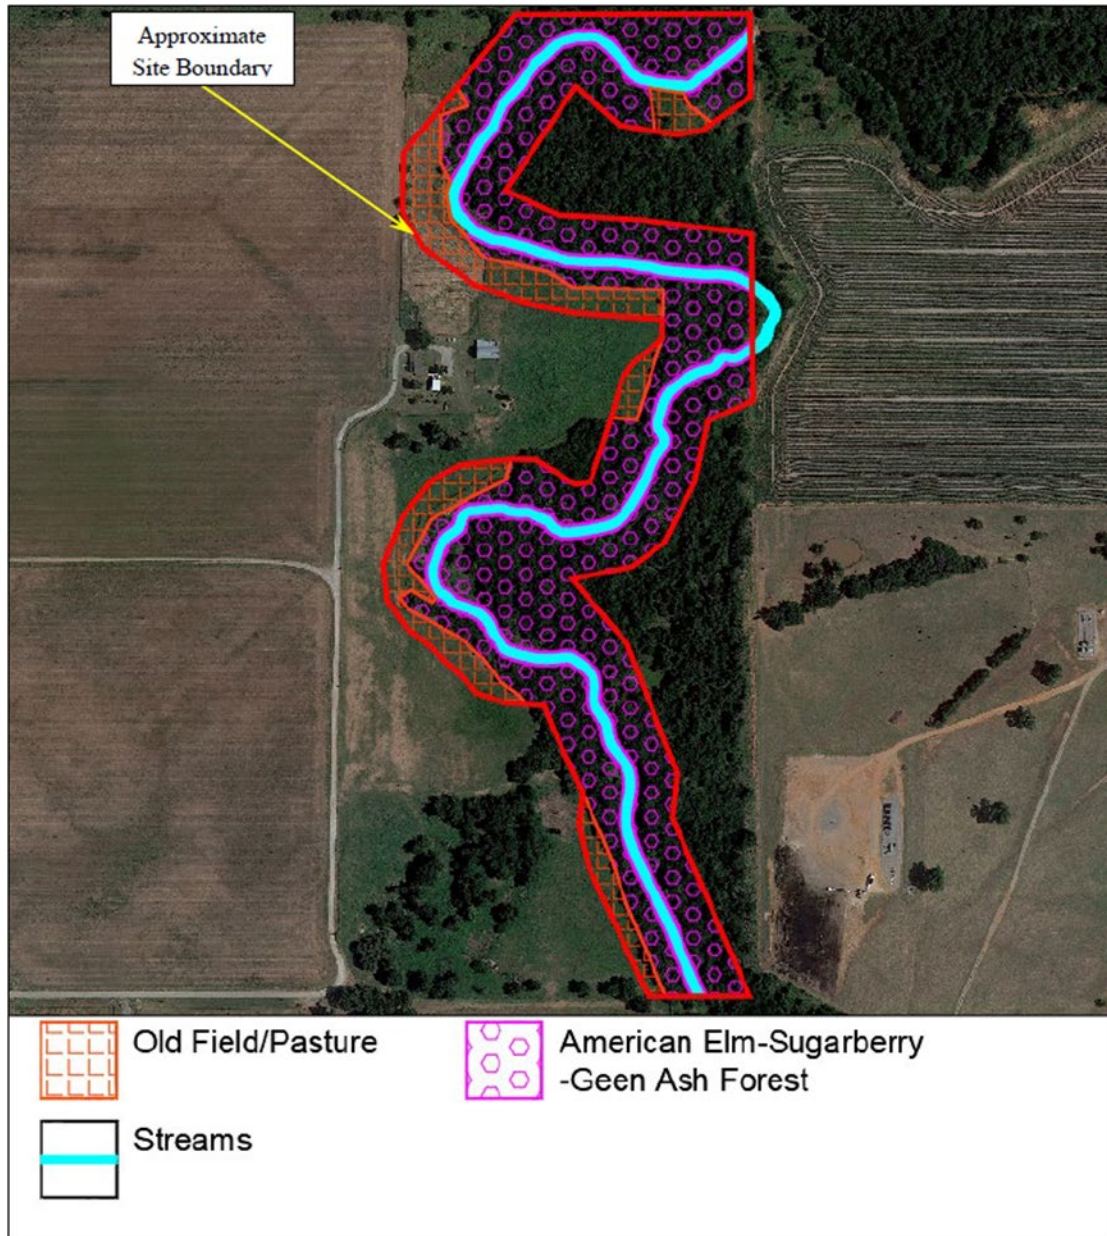 Approximate
Site Boundary
Old Field/Pasture
American Elm-Sugarberry
-Geen Ash Forest
Streams